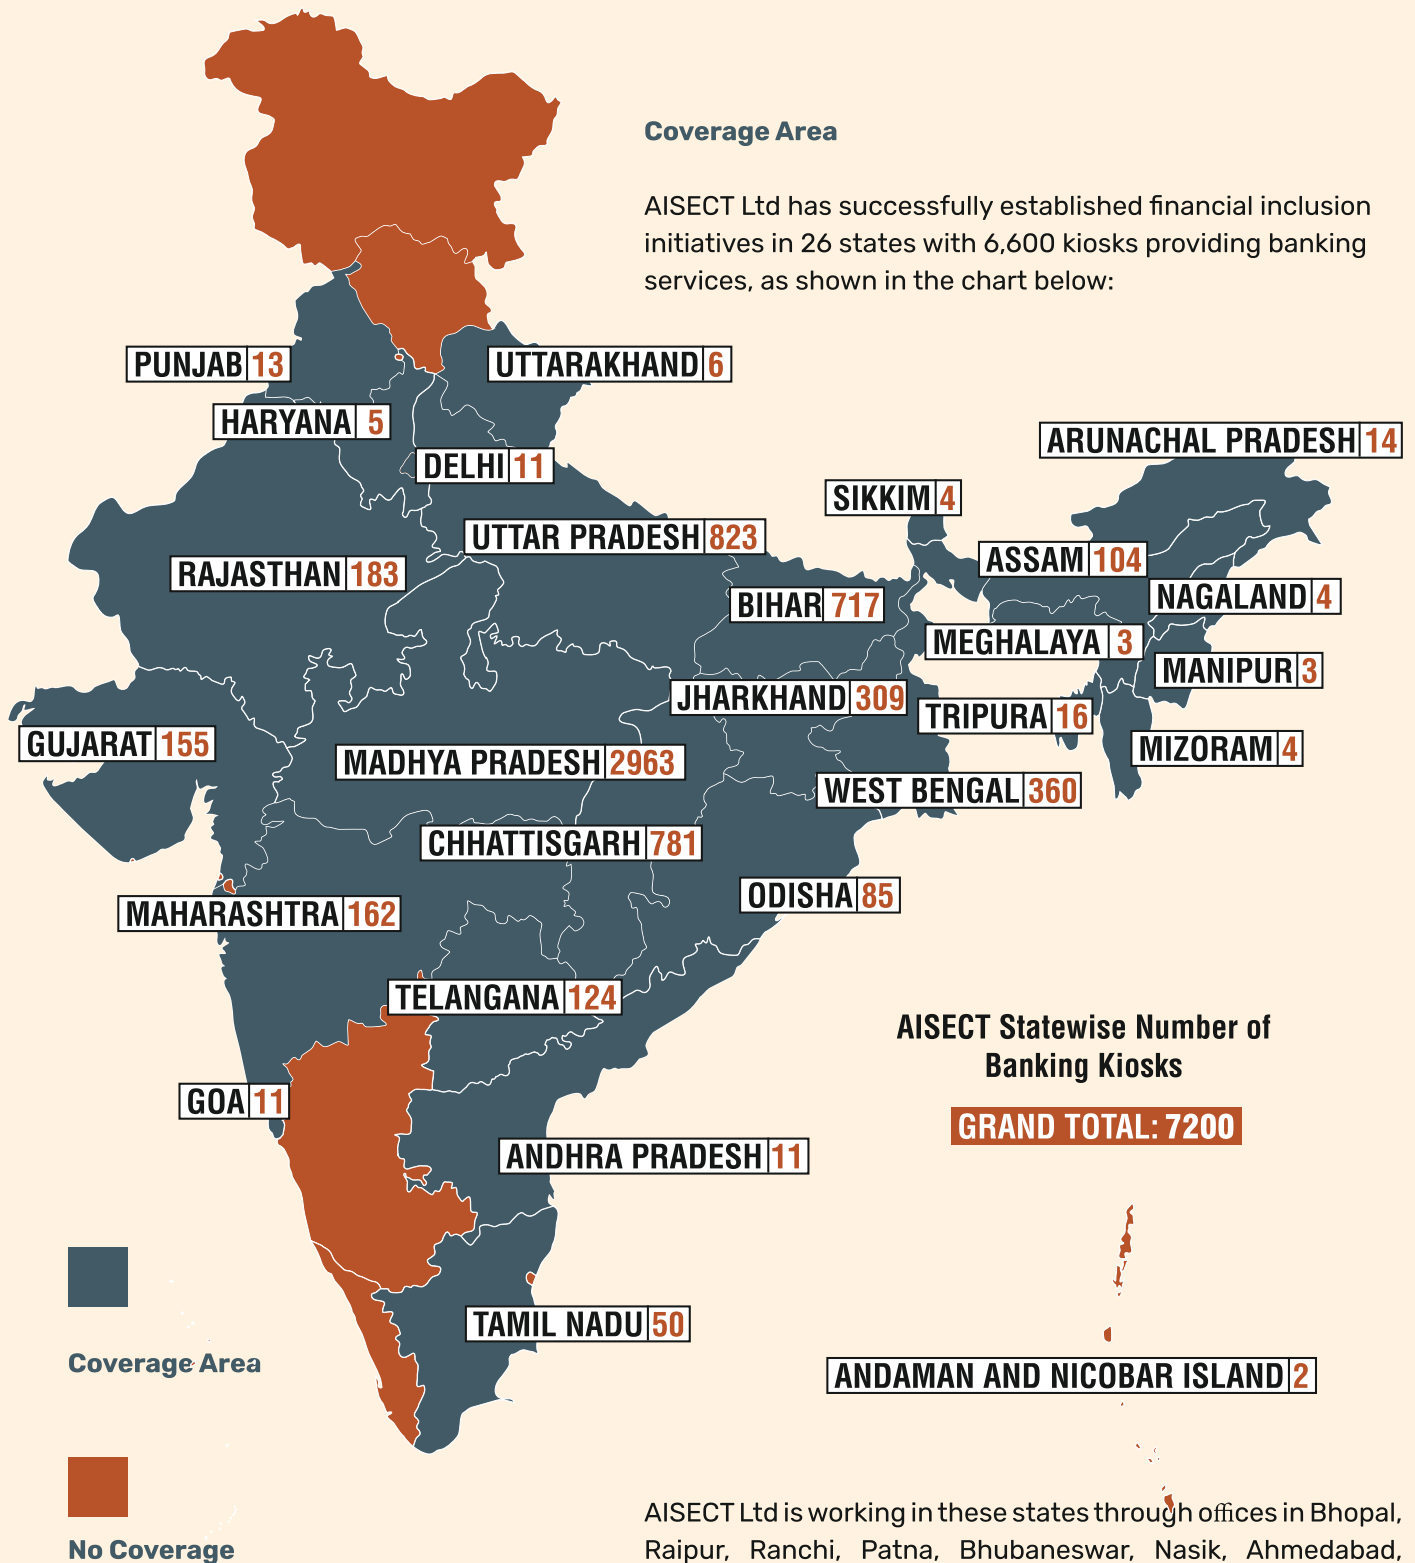 Coverage Area
AISECT Ltd has successfully established financial inclusion
initiatives in 26 states with 6,600 kiosks providing banking
services, as shown in the chart below:
PUNJAB 13
UTTARAKHAND 6
HARYANA 5
ARUNACHAL PRADESH 14
DELHI 11
SIKKIM 4
UTTAR PRADESH 823
ASSAM 104
RAJASTHAN 183
NAGALAND 4
BIHAR 717
MEGHALAYA 3
MANIPUR 3
JHARKHAND 309
TRIPURA 16
GUJARAT 155
MIZORAM 4
MADHYA PRADESH 2963
WEST BENGAL 360
CHHATTISGARH 781
ODISHA 85
MAHARASHTRA 162
TELANGANA 124
AISECT Statewise Number of
Banking Kiosks
GOA 11
GRAND TOTAL: 7200
ANDHRA PRADESH 11
TAMIL NADU 50
Coverage Area
ANDAMAN AND NICOBAR ISLAND 2
No Coverage
AISECT Ltd is working in these states through offices in Bhopal,
Raipur, Ranchi, Patna, Bhubaneswar, Nasik, Ahmedabad,